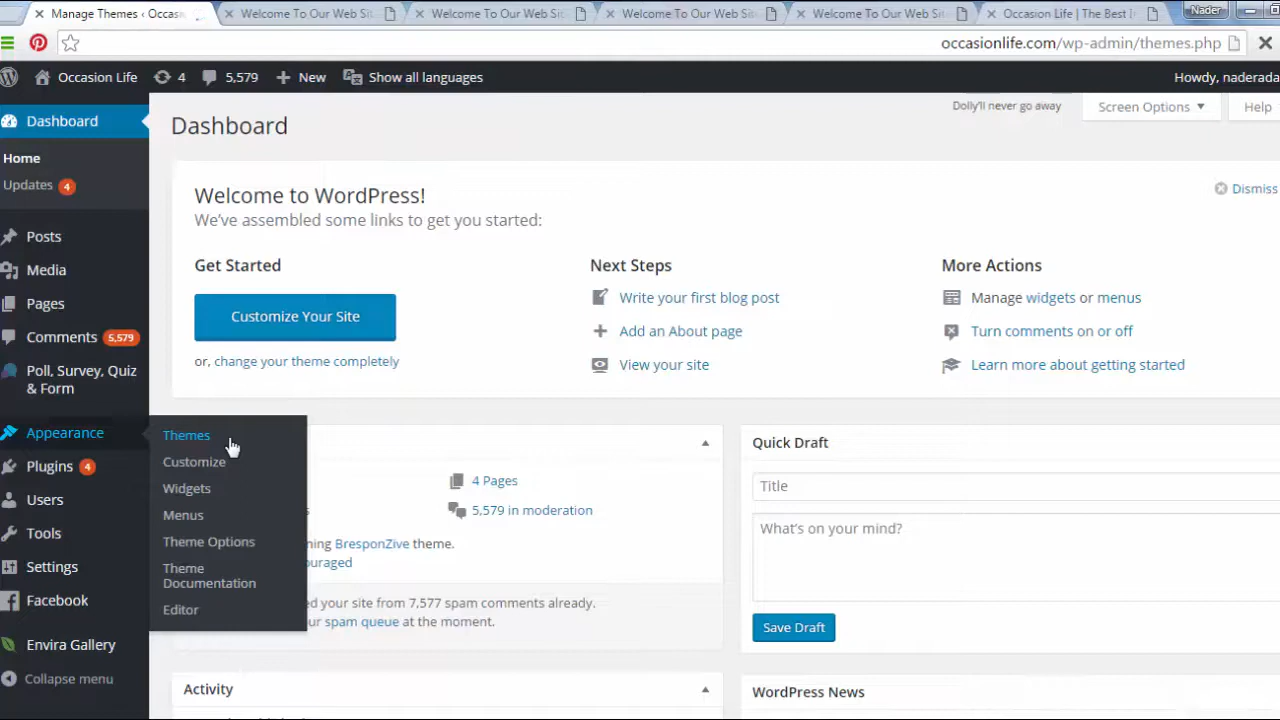 Manage Themes ‹ Occas
Welcome To Our Web Sit
Welcome To Our Web Sit
Welcome To Our Web Sit
Welcome To Our Web Sit
Occasion Life | The Best I
Nader
occasionlife.com/wp-admin/themes.php
Occasion Life 4 5,579 New Show all languages
Howdy, naderada
Dashboard
Home
Updates 4
Posts
Media
Pages
Comments 5,579
Poll, Survey, Quiz
& Form
Appearance
Plugins 4
Users
Tools
Settings
Facebook
Envira Gallery
Collapse menu
Themes
Customize
Widgets
Menus
Theme Options
Theme
Documentation
Editor
Dolly'll never go away
Screen Options
Help
Dashboard
Welcome to WordPress!
We've assembled some links to get you started:
Dismiss
Get Started
Customize Your Site
or, change your theme completely
Next Steps
Write your first blog post
Add an About page
View your site
More Actions
Manage widgets or menus
Turn comments on or off
Learn more about getting started
4 Pages
5,579 in moderation
BresponZive theme.
your site from 7,577 spam comments already.
spam queue at the moment.
Activity
Quick Draft
Title
What's on your mind?
Save Draft
WordPress News